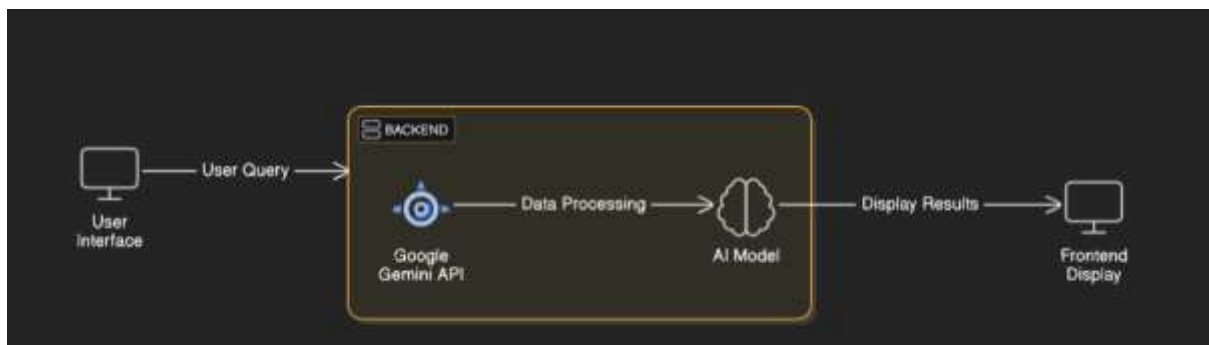 BACKEND
User Query
Data Processing
Display Results
User
Interface
Google
Gemini API
AI Model
Frontend
Display